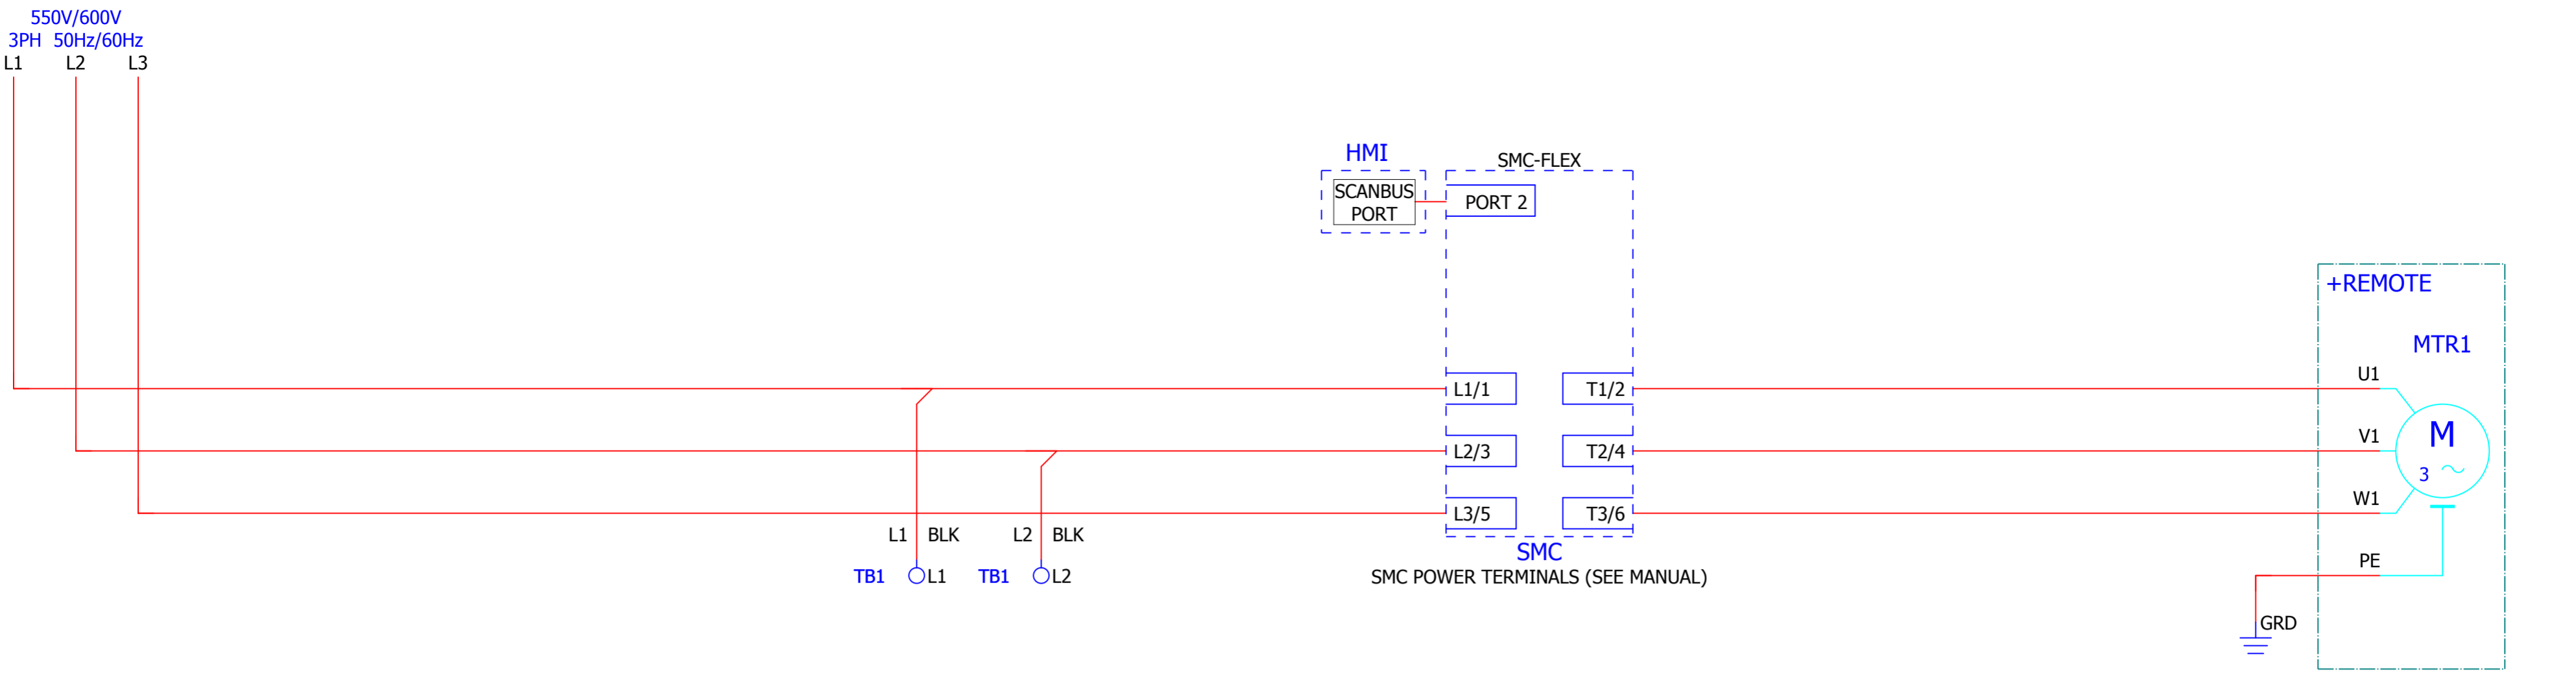 550V/600V
3PH 50Hz/60Hz
L1 L2 L3
HMI
SMC-FLEX
SCANBUS
PORT
PORT 2
+REMOTE
MTR1
L1/1 T1/2 U1
L2/3 T2/4 V1
M
3
L3/5 T3/6 W1
L1 BLK L2 BLK
SMC
TB1 L1 TB1 L2
SMC POWER TERMINALS (SEE MANUAL)
PE
GRD